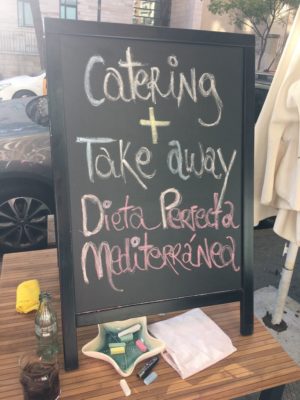 Catering
+
Take away
Dieta Perfecta
Mediterránea